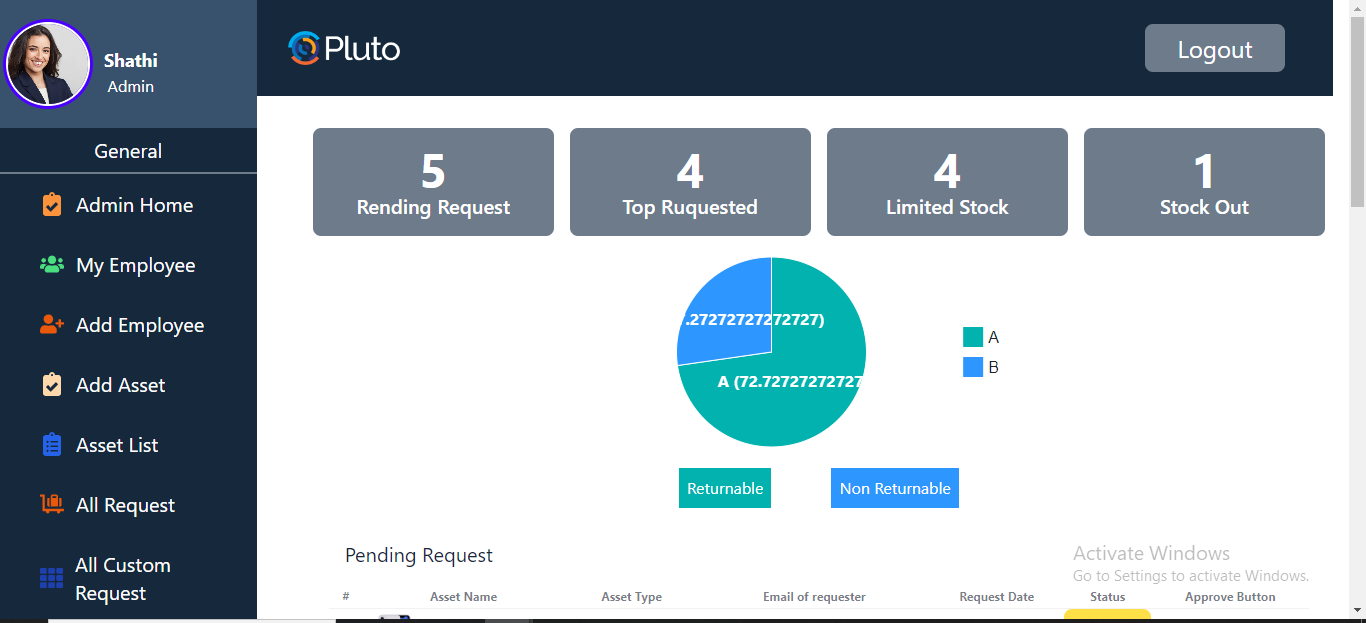 Shathi
Admin
General
Admin Home
My Employee
Add Employee
Add Asset
Asset List
All Request
All Custom
Request
Pluto
Logout
5
Rending Request
4
Top Ruquested
4
Limited Stock
1
Stock Out
.27272727272727)
A (72.72727272727
A
B
Returnable
Non Returnable
Pending Request
Activate Windows
Go to Settings to activate Windows.
# Asset Name Asset Type Email of requester Request Date Status Approve Button